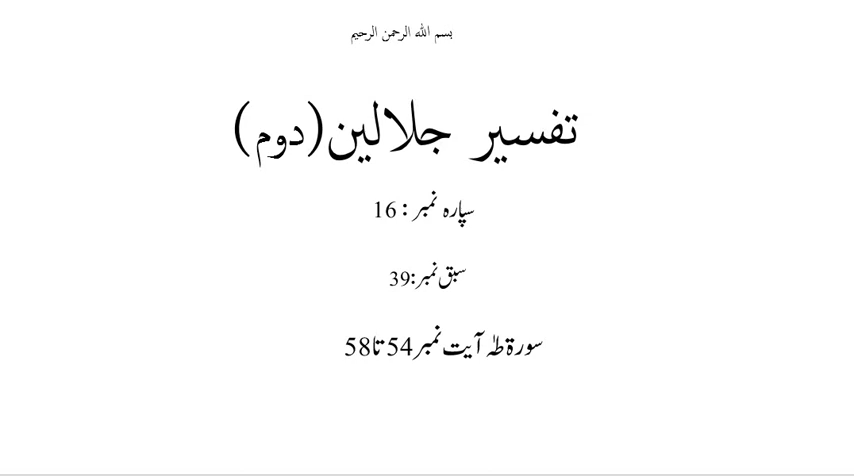 بسم اللہ الرحمن الرحیم
تفسیر جلالین(دوم)
سپارہ نمبر : 16
سبق نمبر:39
سورۃ طہٰ آیت نمبر 54 تا 58